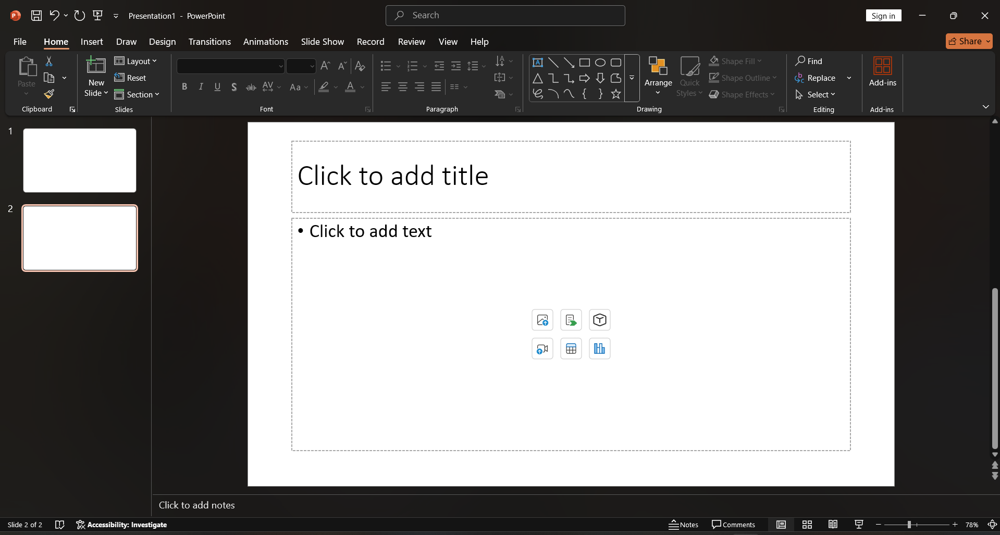 Presentation1 - PowerPoint
Search
Sign in
File Home Insert Draw Design Transitions Animations Slide Show Record Review View Help
Share
Paste
New Slide
Layout
Reset
Section
B I U S ab AV Aa A
Arrange
Quick Styles
Shape Fill
Shape Outline
Shape Effects
Find
Replace
Select
Add-ins
Clipboard Slides Font Paragraph Drawing Editing Add-ins
1
2
Click to add title
• Click to add text
Click to add notes
Slide 2 of 2 Accessibility: Investigate Notes Comments 78%